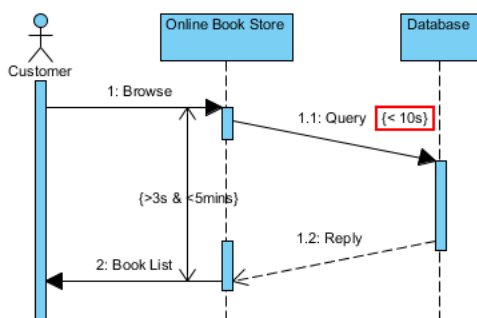 Online Book Store
Database
Customer
1: Browse
1.1: Query {< 10s}
{>3s & <5mins}
1.2: Reply
2: Book List